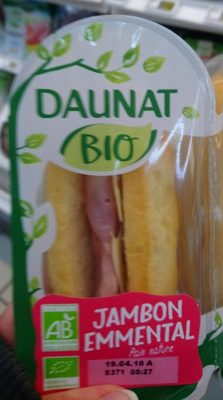 DAUNAT
BIO
AB
JAMBON
EMMENTAL
Pain nature
19.04.18 A
5371 05:27